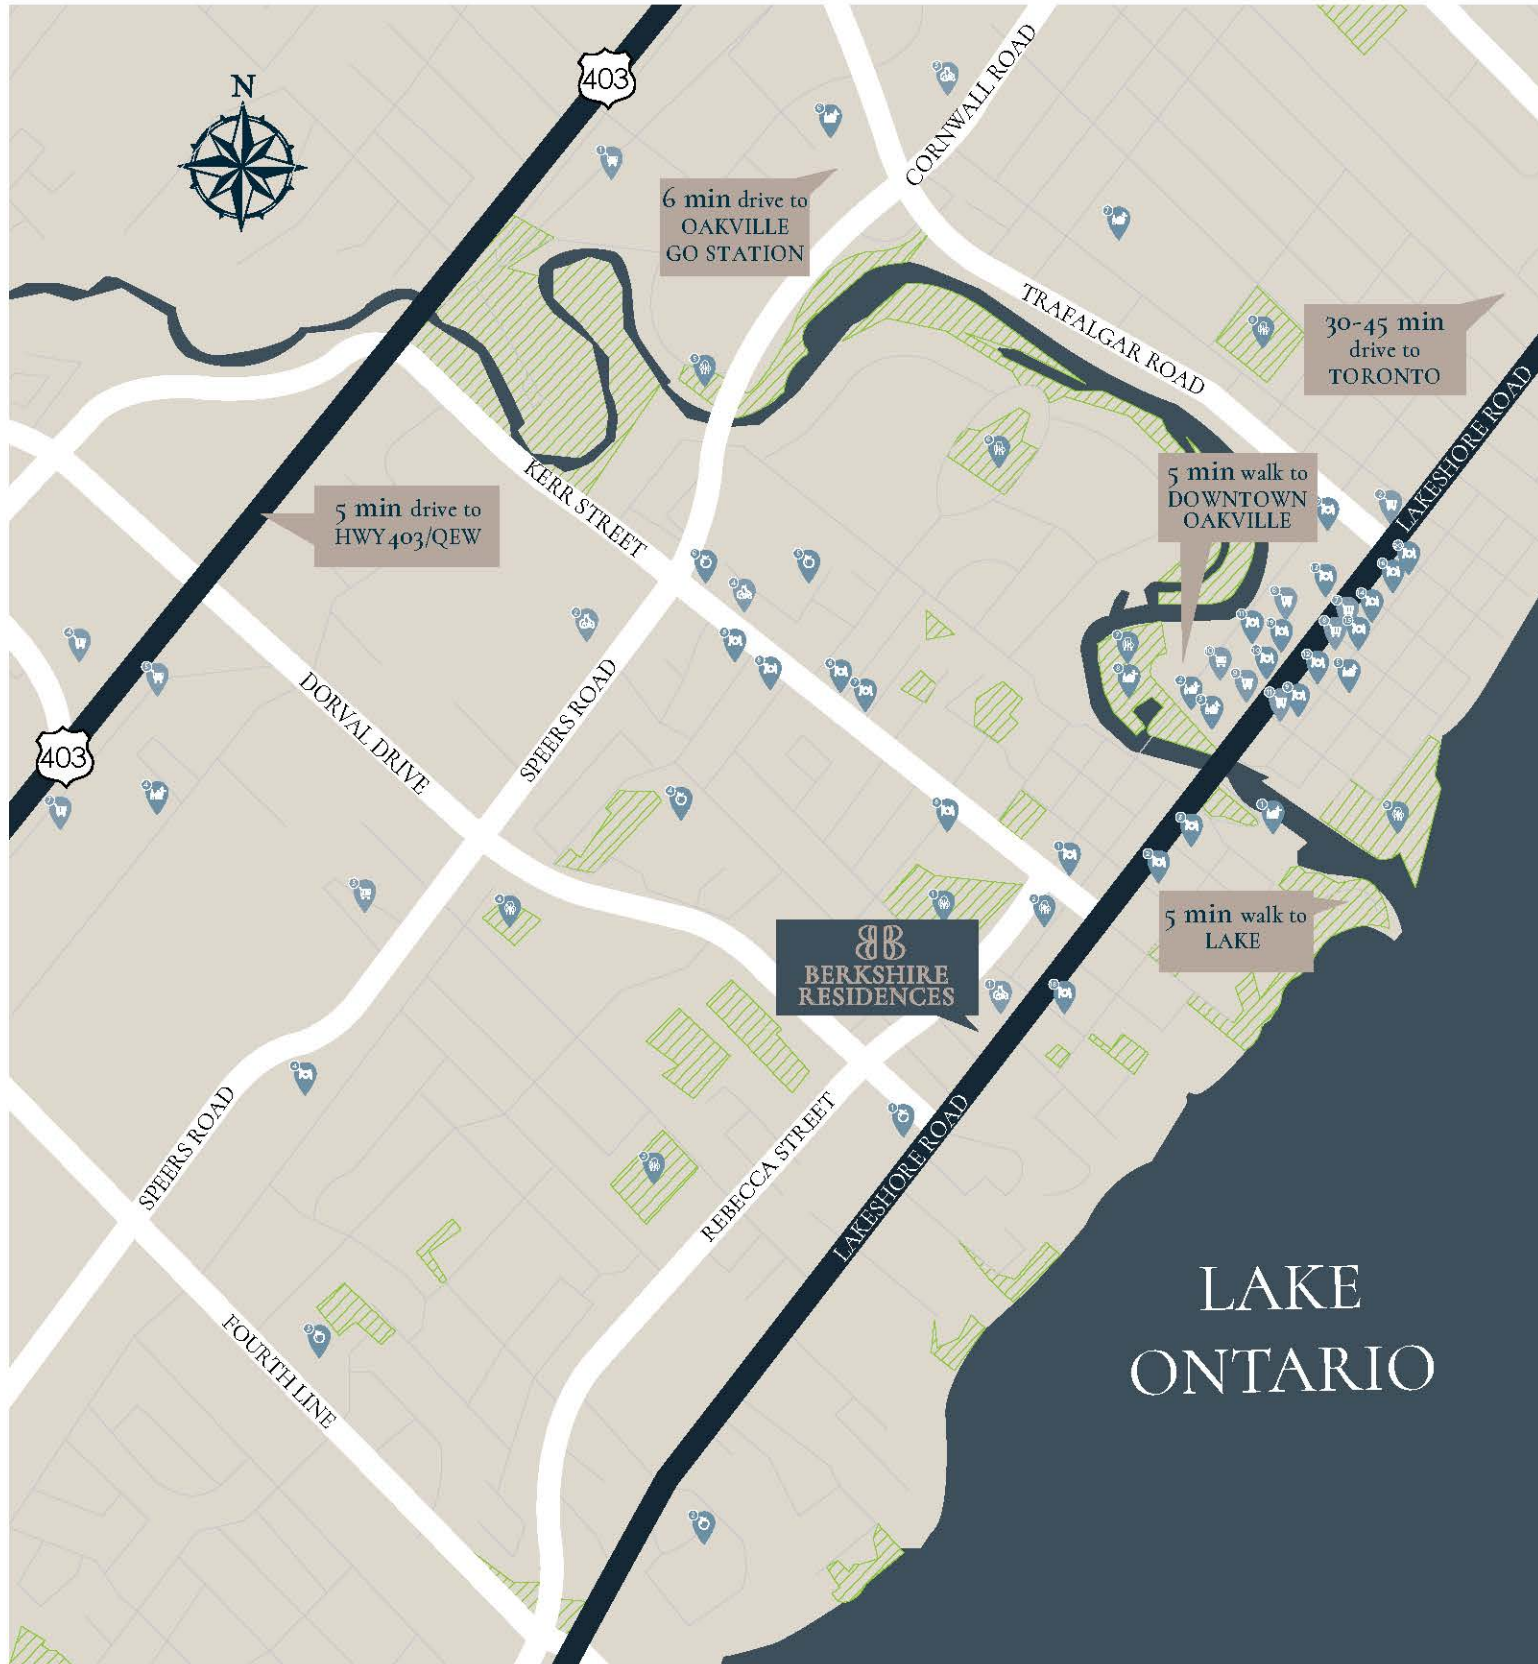 403
N
CORNWALL ROAD
6 min drive to
OAKVILLE
GO STATION
TRAFALGAR ROAD
30-45 min
drive to
TORONTO
LAKESHORE ROAD
5 min walk to
DOWNTOWN
OAKVILLE
KERR STREET
5 min drive to
HWY403/QEW
DORVAL DRIVE
SPEERS ROAD
403
5 min walk to
LAKE
BB
BERKSHIRE
RESIDENCES
SPEERS ROAD
REBECCA STREET
LAKESHORE ROAD
FOURTH LINE
LAKE
ONTARIO